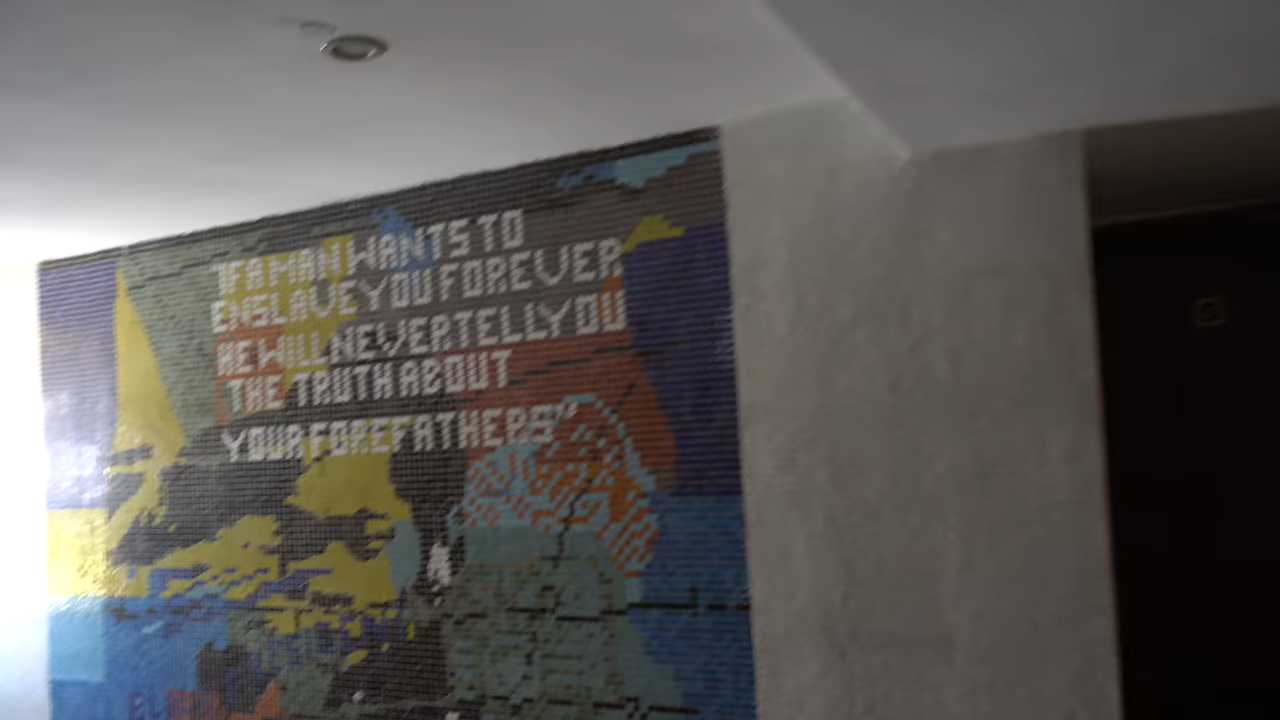 "IF A MAN WANTS TO
ENSLAVE YOU FOREVER
HE WILL NEVER TELL YOU
THE TRUTH ABOUT
YOUR FOREFATHERS"